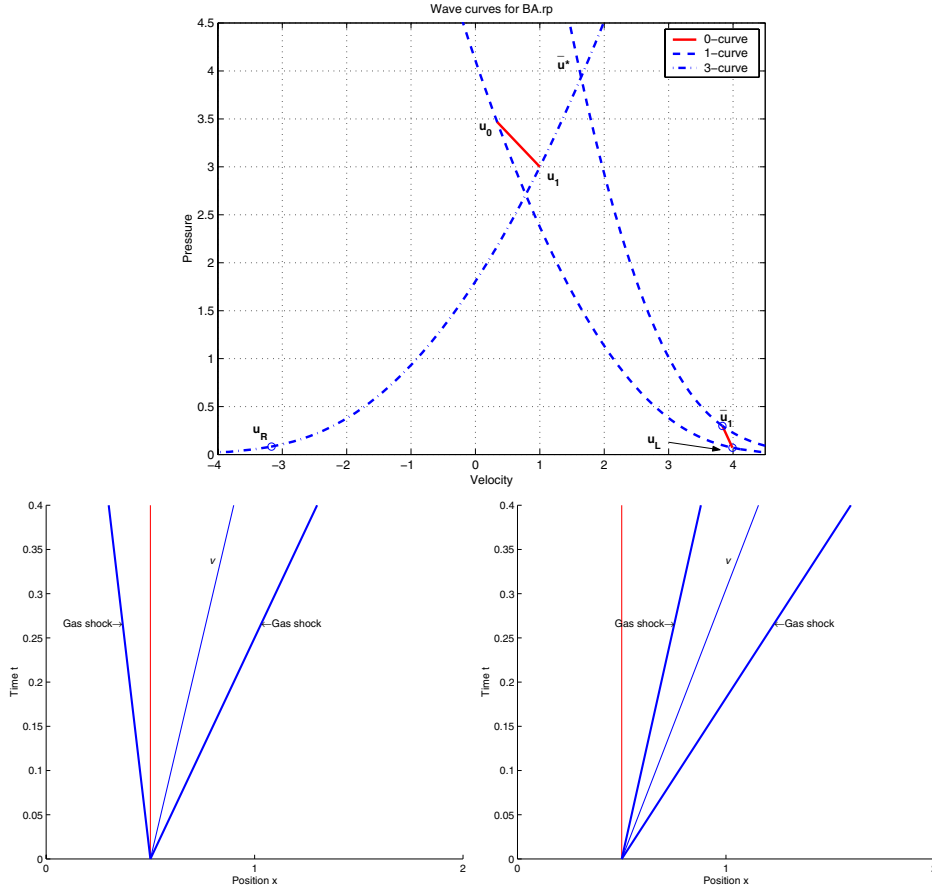 Wave curves for BA.rp
4.5
4
3.5
3
2.5
2
1.5
1
0.5
0
Pressure
−4 −3 −2 −1 0 1 2 3 4
Velocity
0−curve
1−curve
3−curve
ū*
u₀
u₁
u_R
u_L
ū₁
0.4
0.35
0.3
0.25
0.2
0.15
0.1
0.05
0
Time t
0 1 2
Position x
v
Gas shock→
←Gas shock
0.4
0.35
0.3
0.25
0.2
0.15
0.1
0.05
0
Time t
0 1 2
Position x
v
Gas shock→
←Gas shock